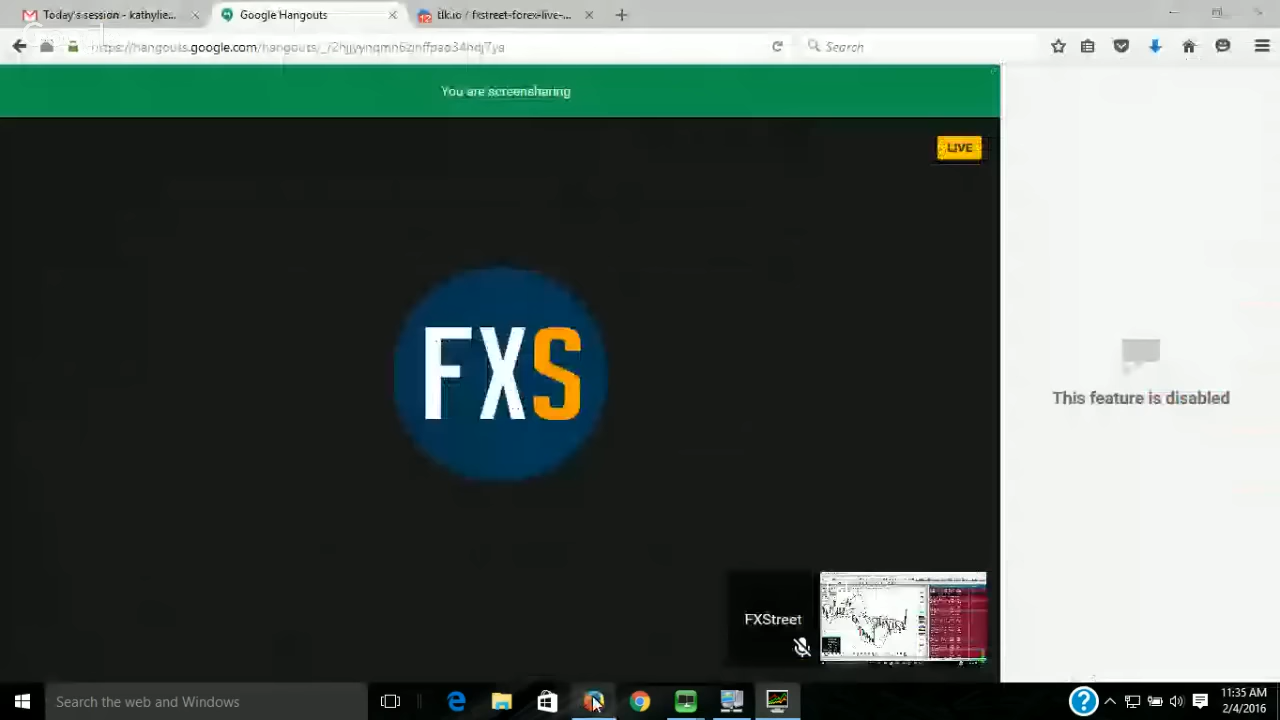 Today's session - kathylie...
Google Hangouts
tlk.io / fxstreet-forex-live-...
Search
You are screensharing
LIVE
FXS
This feature is disabled
FXStreet
Search the web and Windows
11:35 AM
2/4/2016